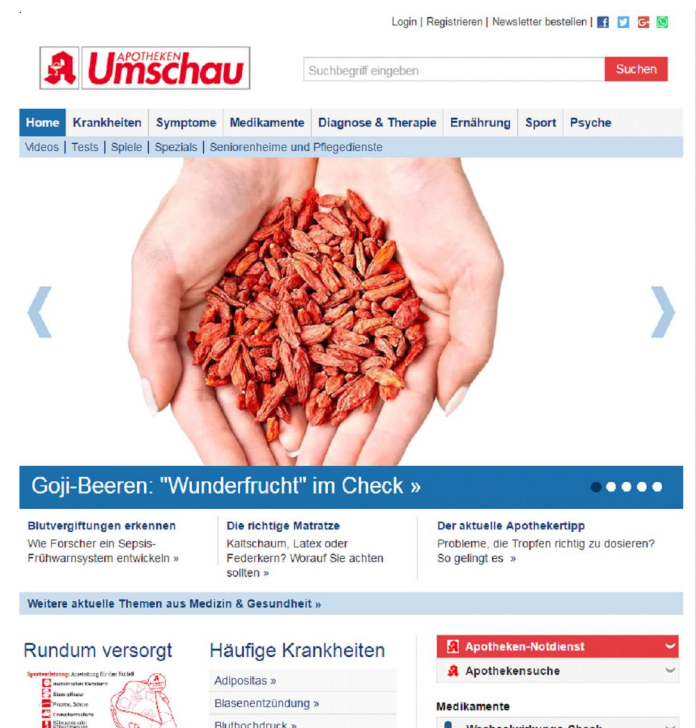 Login | Registrieren | Newsletter bestellen |
APOTHEKEN
Umschau
Suchbegriff eingeben
Suchen
Home Krankheiten Symptome Medikamente Diagnose & Therapie Ernährung Sport Psyche
Videos | Tests | Spiele | Spezials | Seniorenheime und Pflegedienste
Goji-Beeren: "Wunderfrucht" im Check »
Blutvergiftungen erkennen
Wie Forscher ein Sepsis-
Frühwarnsystem entwickeln »
Die richtige Matratze
Kaltschaum, Latex oder
Federkern? Worauf Sie achten
sollten »
Der aktuelle Apothekertipp
Probleme, die Tropfen richtig zu dosieren?
So gelingt es »
Weitere aktuelle Themen aus Medizin & Gesundheit »
Rundum versorgt
Häufige Krankheiten
Adipositas »
Blasenentzündung »
Bluthochdruck »
Apotheken-Notdienst
Apothekensuche
Medikamente
Wechselwirkungs-Check